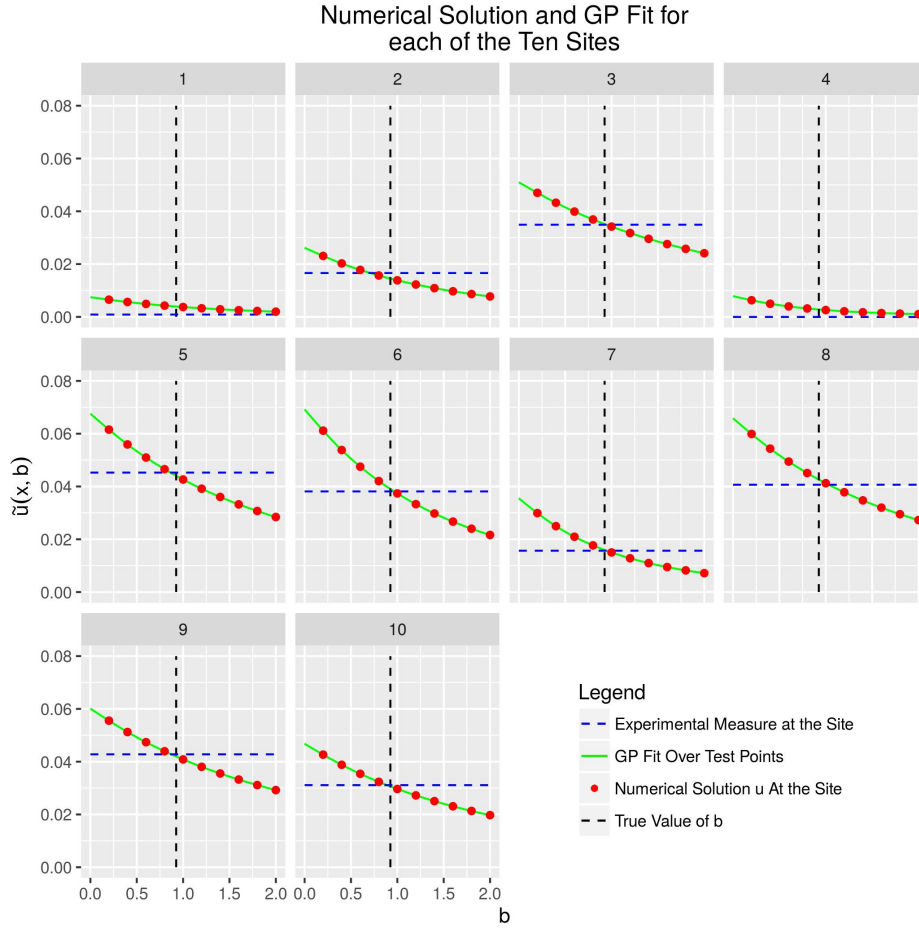 Numerical Solution and GP Fit for
each of the Ten Sites
1 2 3 4
0.08
0.06
0.04
0.02
0.00
5 6 7 8
0.08
0.06
0.04
0.02
0.00
ũ(x, b)
9 10
0.08
0.06
0.04
0.02
0.00
0.0 0.5 1.0 1.5 2.0 0.0 0.5 1.0 1.5 2.0
b
Legend
Experimental Measure at the Site
GP Fit Over Test Points
Numerical Solution u At the Site
True Value of b